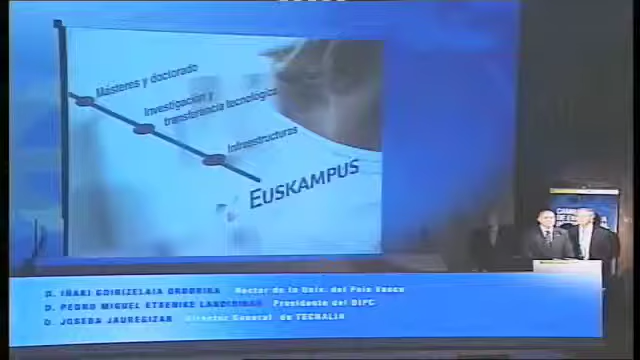 Másteres y doctorado
Investigación y
transferencia tecnológica
Infraestructuras
EUSKAMPUS
D. IÑAKI GOIRIZELAIA ORDORIKA Rector de la Univ. del País Vasco
D. PEDRO MIGUEL ETXENIKE LANDIRIBAR Presidente del DIPC
D. JOSEBA JAUREGIZAR Director General de TECNALIA